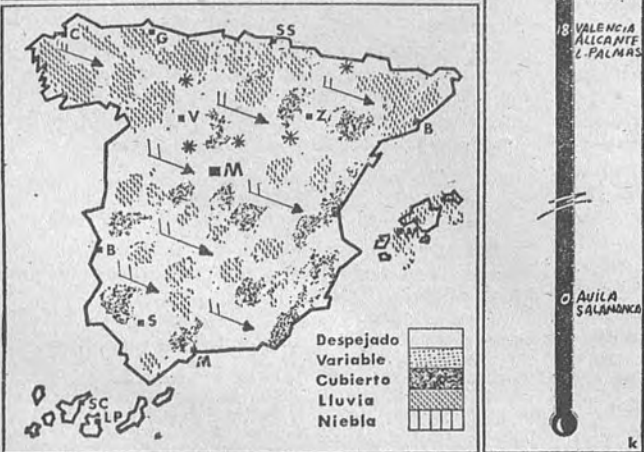 C
G
SS
V
Z
B
M
B
M
S
M
SC
LP
Despejado
Variable
Cubierto
Lluvia
Niebla
18 VALENCIA
ALICANTE
L. PALMAS
0 AVILA
SALAMANCA
k